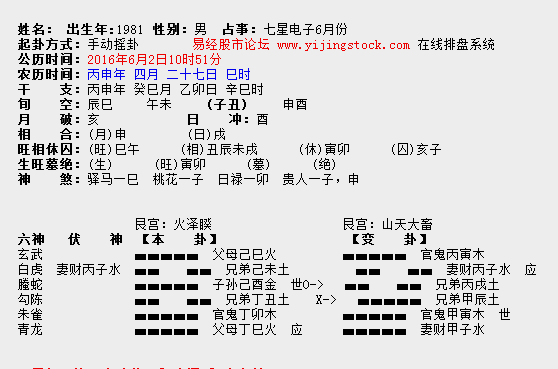 姓名: 出生年:1981 性别: 男 占事: 七星电子6月份
起卦方式: 手动摇卦 易经股市论坛 www.yijingstock.com 在线排盘系统
公历时间: 2016年6月2日10时51分
农历时间: 丙申年 四月 二十七日 巳时
干 支: 丙申年 癸巳月 乙卯日 辛巳时
旬 空: 辰巳 午未 (子丑) 申酉
月 破: 亥 日 冲: 酉
相 合: (月)申 (日)戌
旺相休囚: (旺)巳午 (相)丑辰未戌 (休)寅卯 (囚)亥子
生旺墓绝: (生) (旺)寅卯 (墓) (绝)
神 煞: 驿马—巳 桃花—子 日禄—卯 贵人—子,申
艮宫: 火泽睽 艮宫: 山天大畜
六神 伏 神 【本 卦】 【变 卦】
玄武 父母己巳火 官鬼丙寅木
白虎 妻财丙子水 兄弟己未土 妻财丙子水 应
螣蛇 子孙己酉金 世O-> 兄弟丙戌土
勾陈 兄弟丁丑土 X-> 兄弟甲辰土
朱雀 官鬼丁卯木 官鬼甲寅木 世
青龙 父母丁巳火 应 妻财甲子水